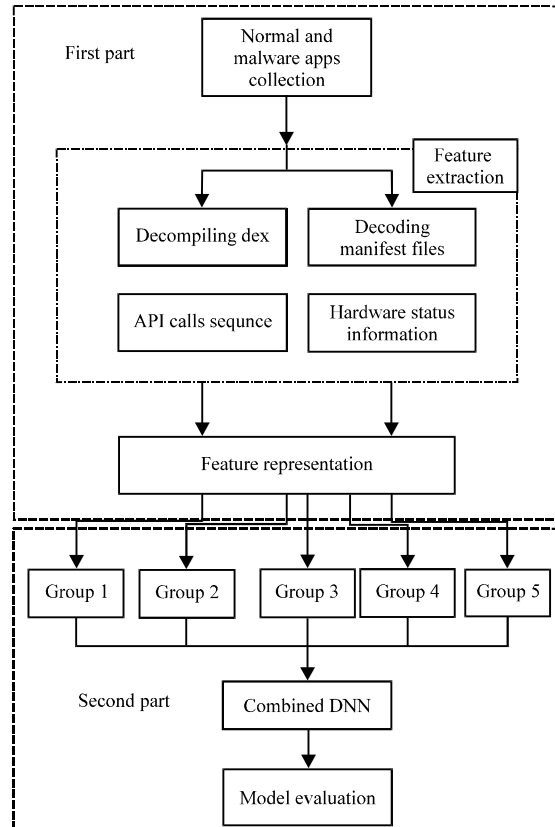 First part
Normal and
malware apps
collection
Feature
extraction
Decompiling dex
Decoding
manifest files
API calls sequnce
Hardware status
information
Feature representation
Group 1
Group 2
Group 3
Group 4
Group 5
Second part
Combined DNN
Model evaluation